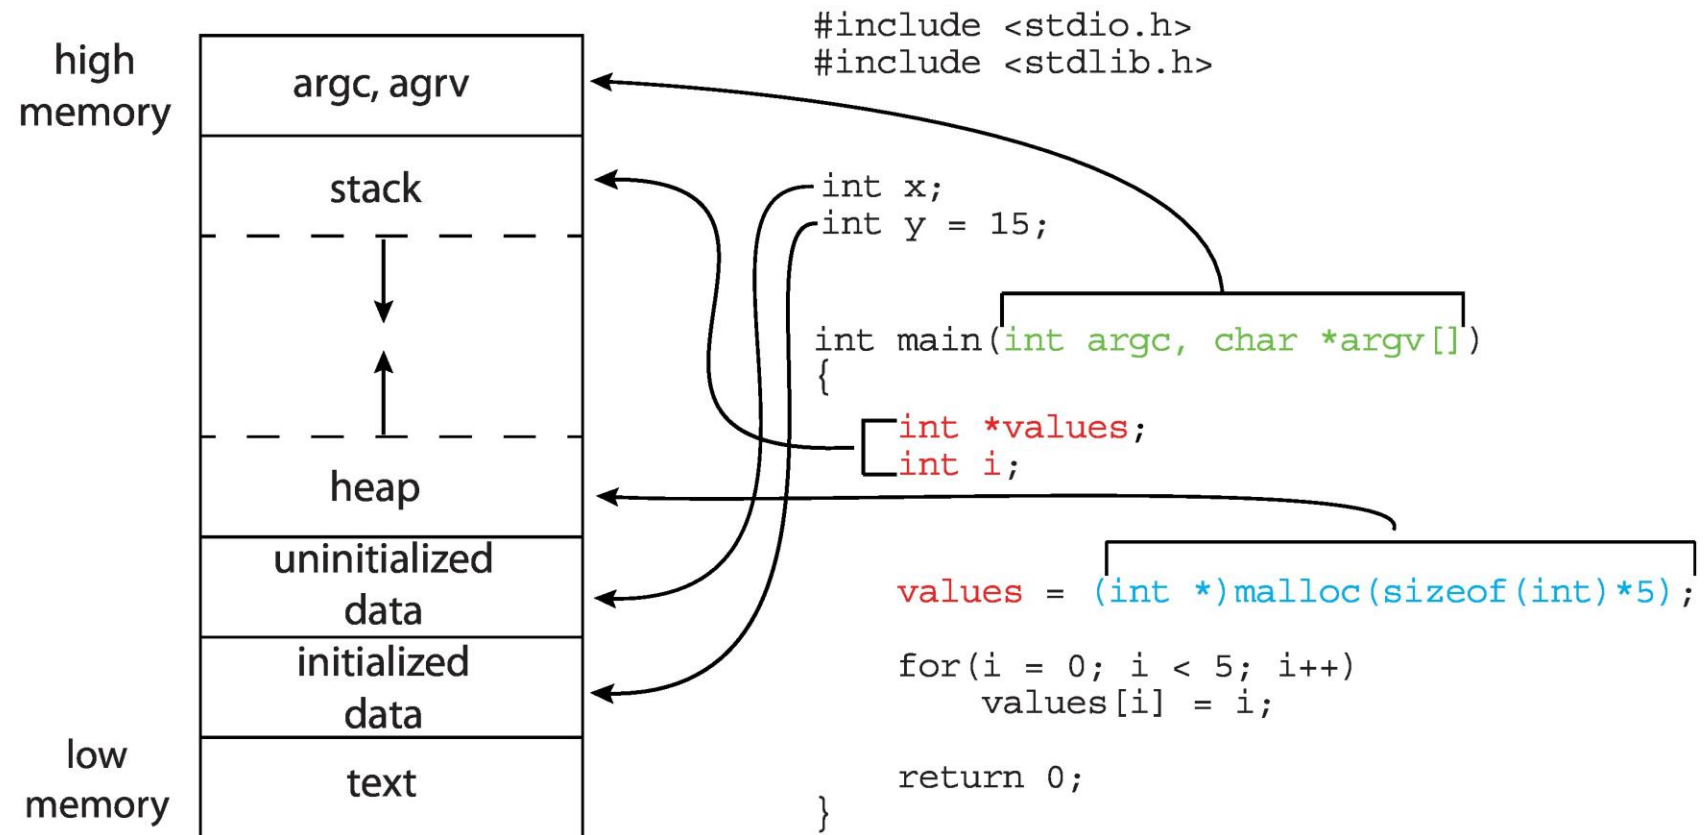 high
memory
argc, agrv
stack
heap
uninitialized
data
initialized
data
low
memory
text
#include <stdio.h>
#include <stdlib.h>
int x;
int y = 15;
int main(int argc, char *argv[])
{
int *values;
int i;
values = (int *)malloc(sizeof(int)*5);
for(i = 0; i < 5; i++)
values[i] = i;
return 0;
}